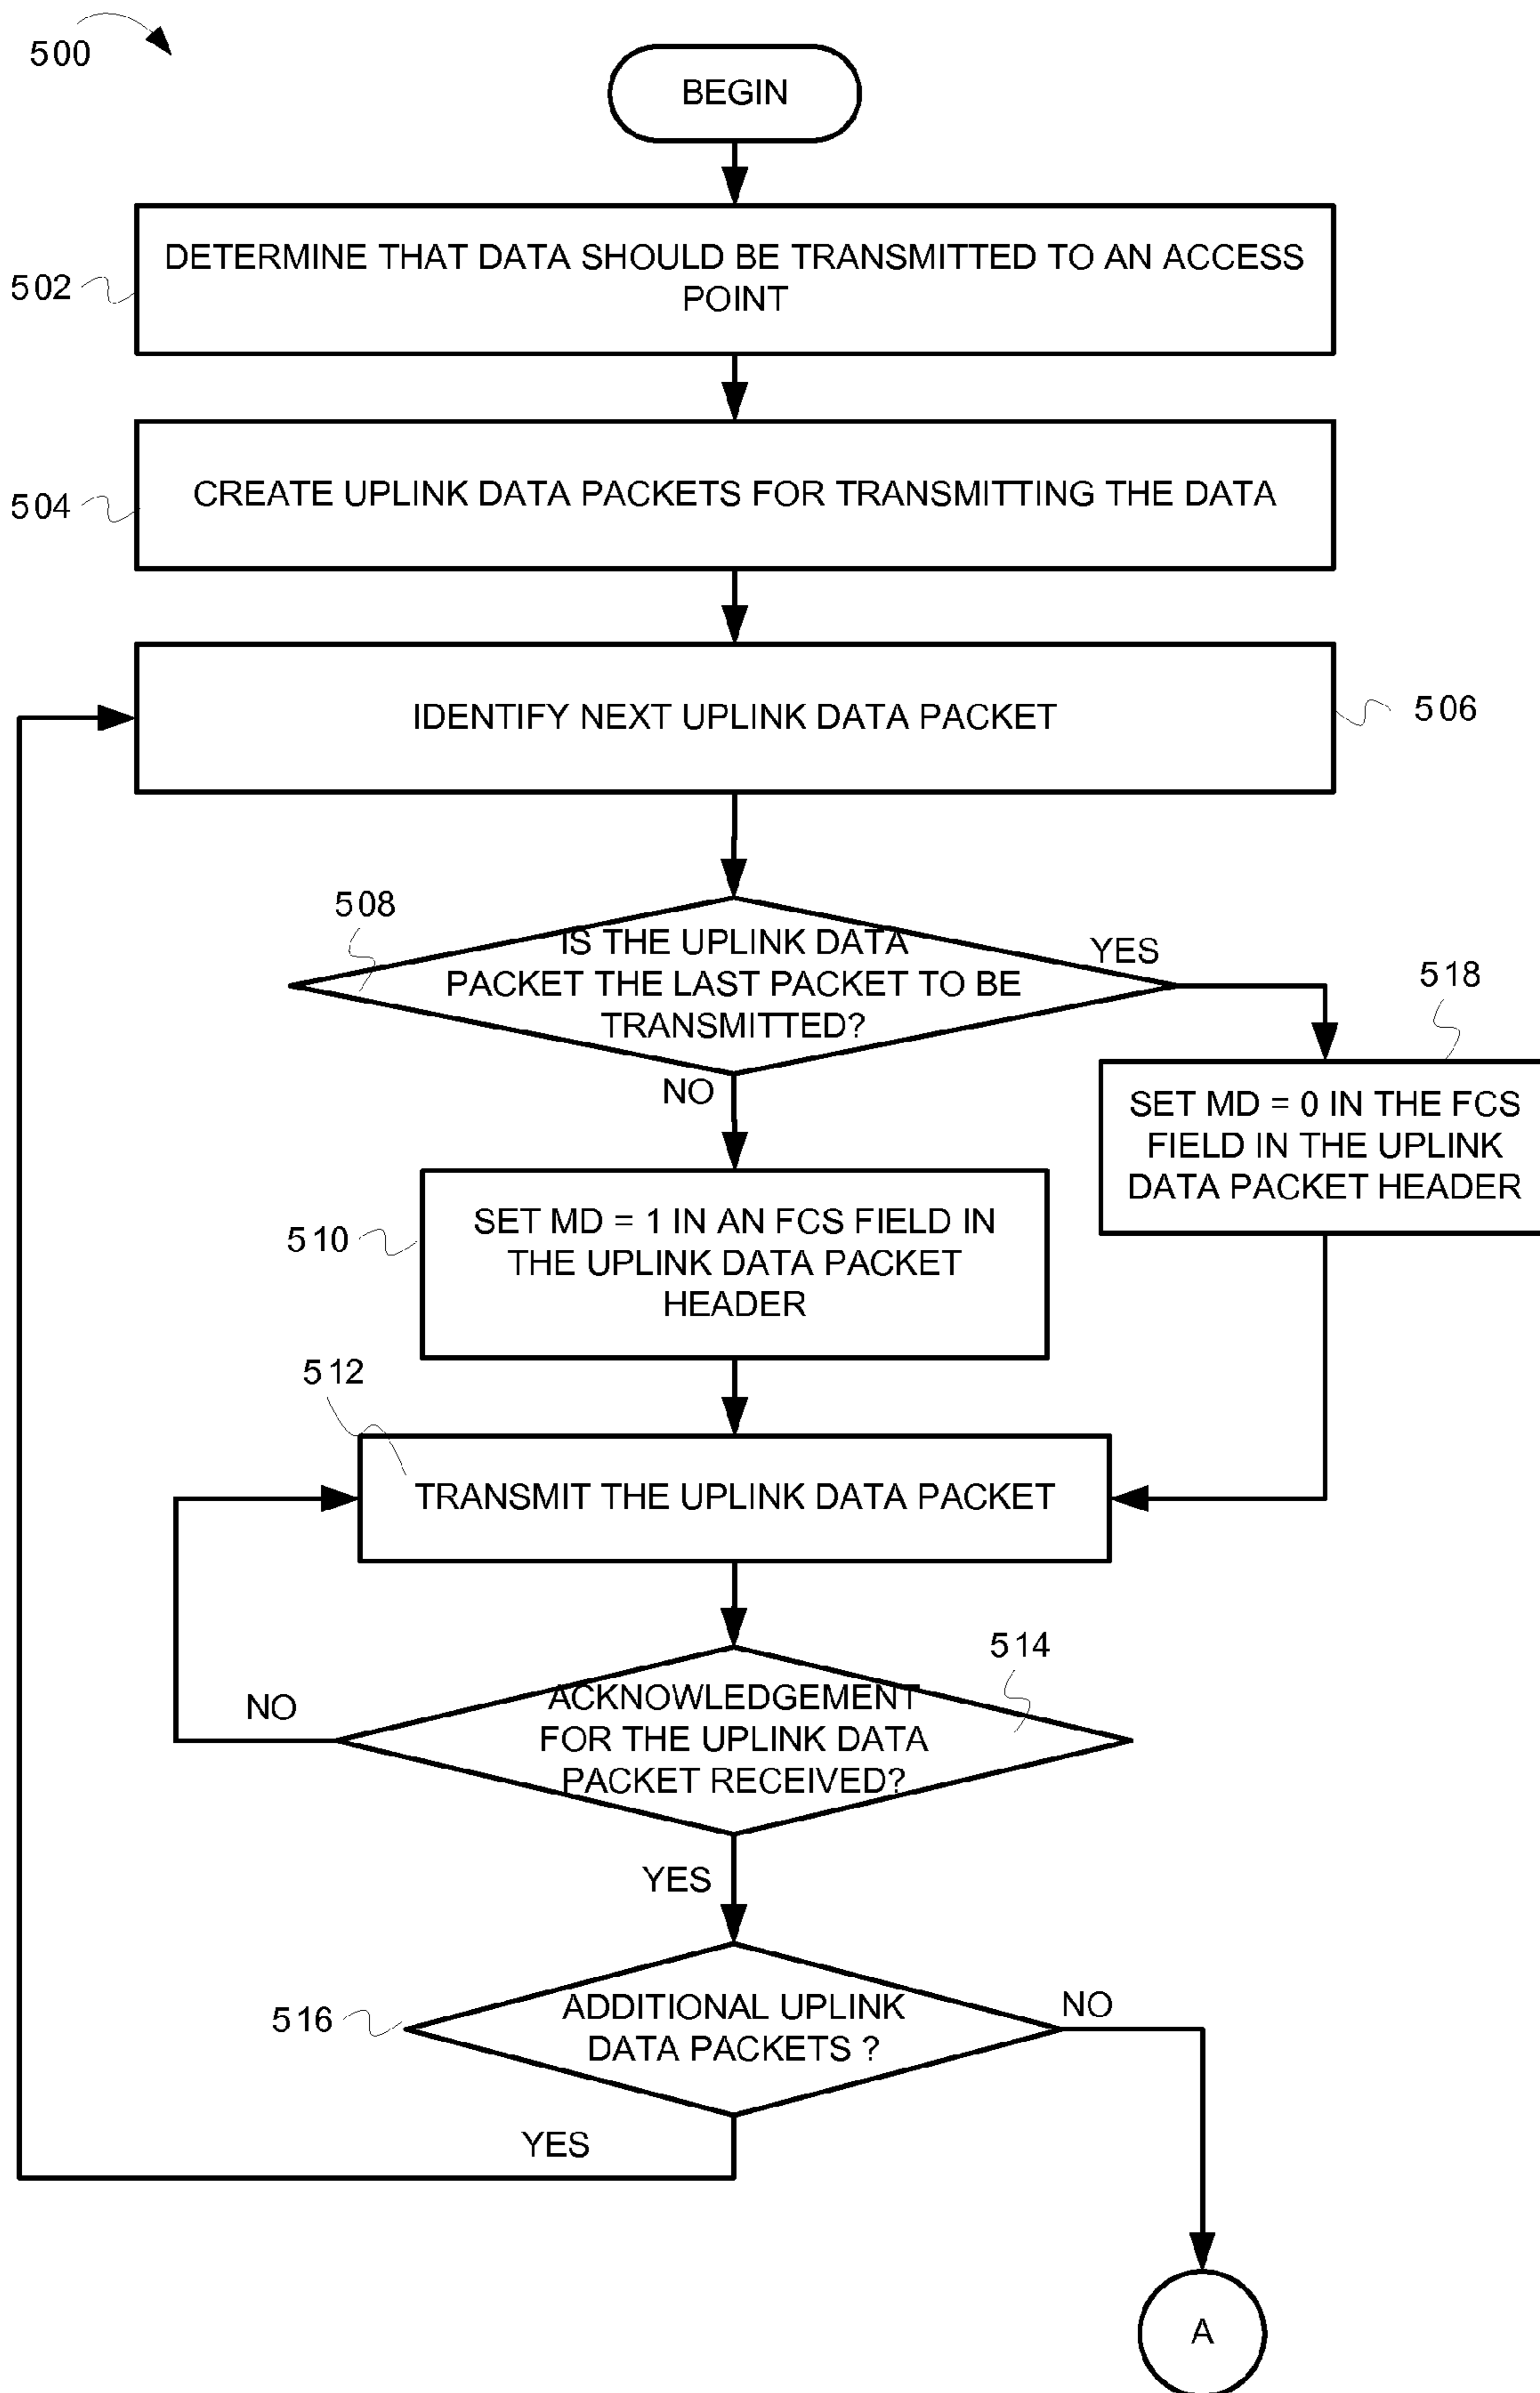 500
BEGIN
DETERMINE THAT DATA SHOULD BE TRANSMITTED TO AN ACCESS
POINT
502
CREATE UPLINK DATA PACKETS FOR TRANSMITTING THE DATA
504
IDENTIFY NEXT UPLINK DATA PACKET
506
508
IS THE UPLINK DATA
PACKET THE LAST PACKET TO BE
TRANSMITTED?
YES
NO
518
SET MD = 0 IN THE FCS
FIELD IN THE UPLINK
DATA PACKET HEADER
510
SET MD = 1 IN AN FCS FIELD IN
THE UPLINK DATA PACKET
HEADER
512
TRANSMIT THE UPLINK DATA PACKET
514
NO
ACKNOWLEDGEMENT
FOR THE UPLINK DATA
PACKET RECEIVED?
YES
516
ADDITIONAL UPLINK
DATA PACKETS ?
NO
YES
A